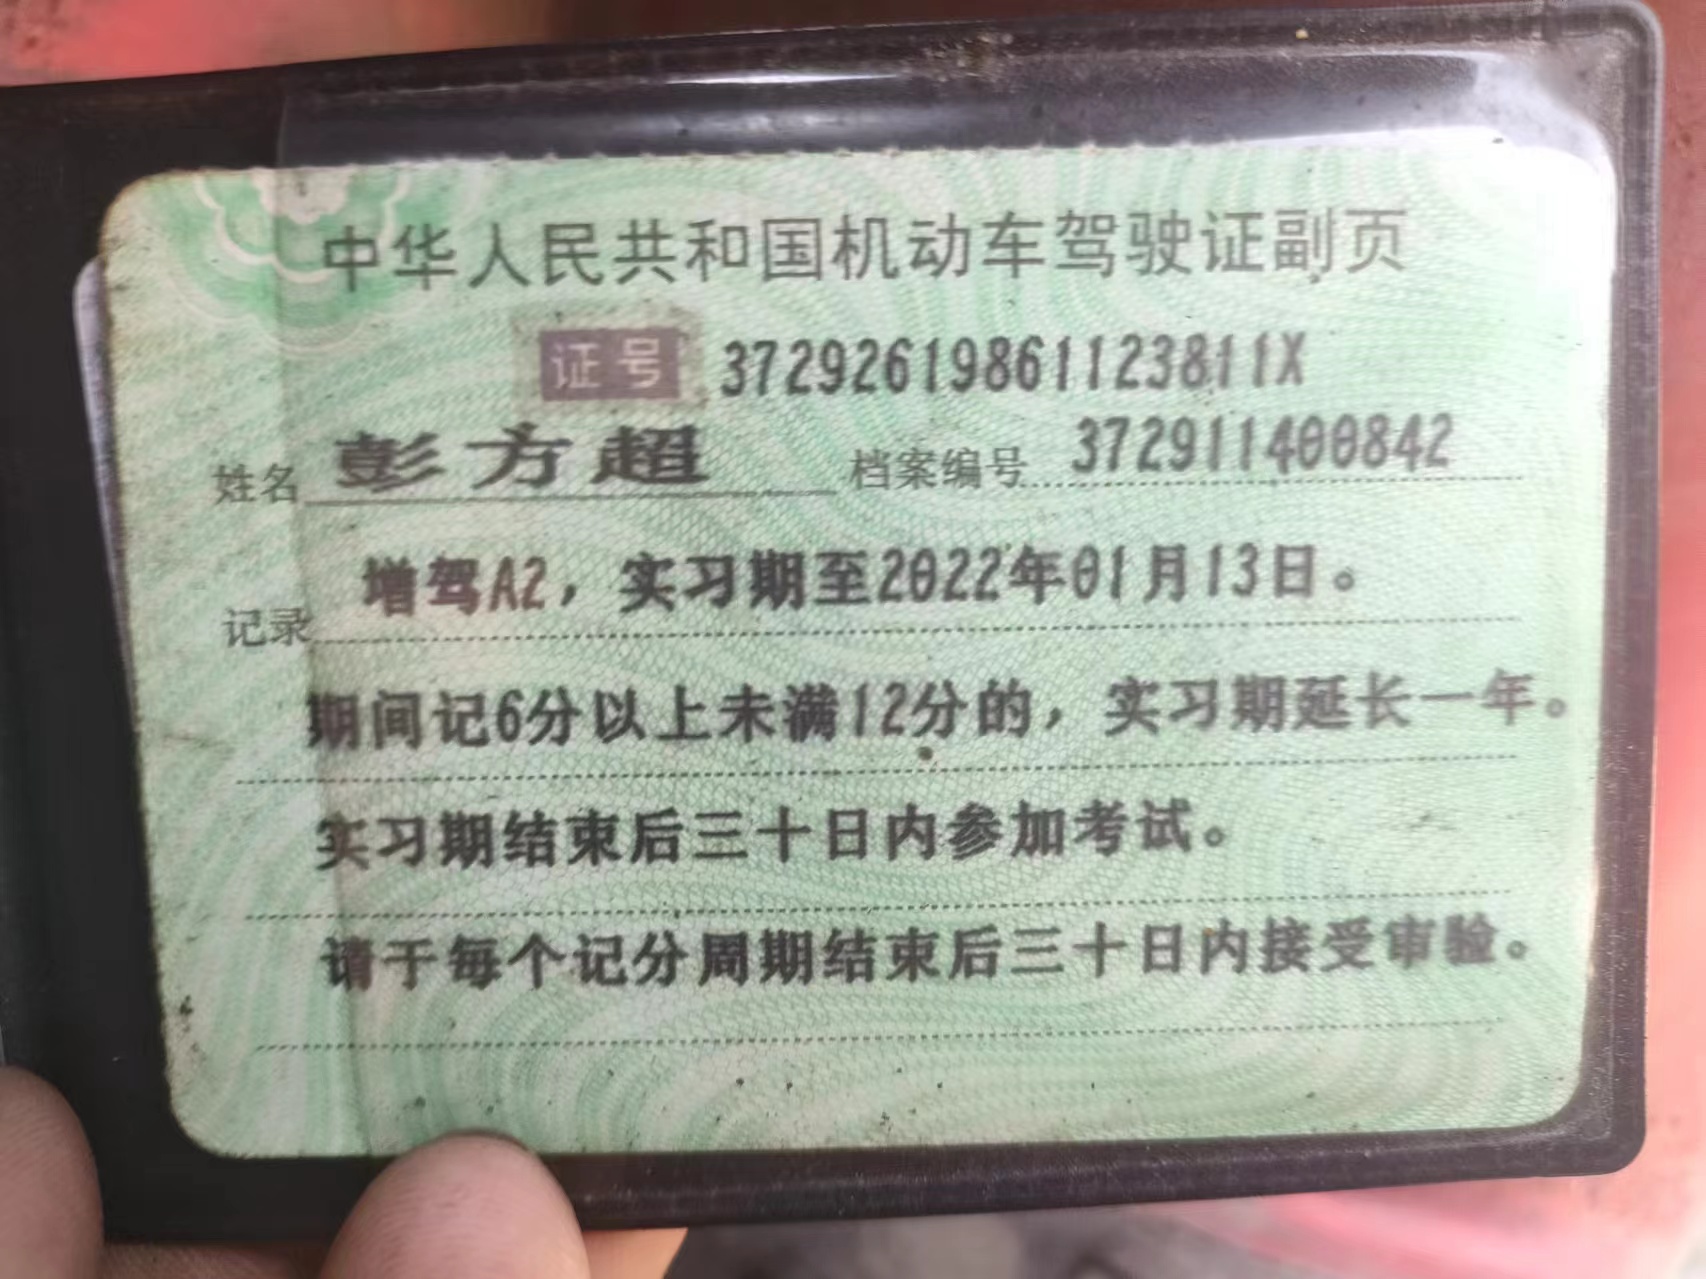 中华人民共和国机动车驾驶证副页
证号 37292619861123811X
姓名 彭方超 档案编号 372911400842
记录 增驾A2，实习期至2022年01月13日。
期间记6分以上未满12分的，实习期延长一年。
实习期结束后三十日内参加考试。
请于每个记分周期结束后三十日内接受审验。